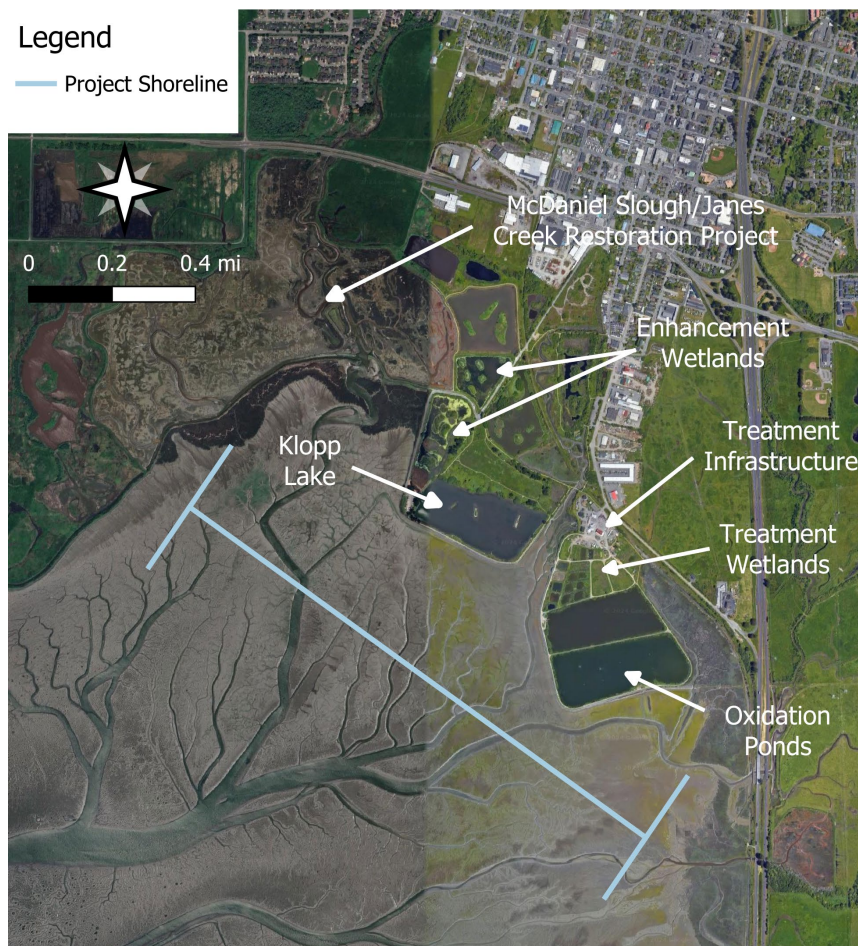 Legend
Project Shoreline
0 0.2 0.4 mi
McDaniel Slough/Janes
Creek Restoration Project
Enhancement
Wetlands
Klopp
Lake
Treatment
Infrastructure
Treatment
Wetlands
Oxidation
Ponds